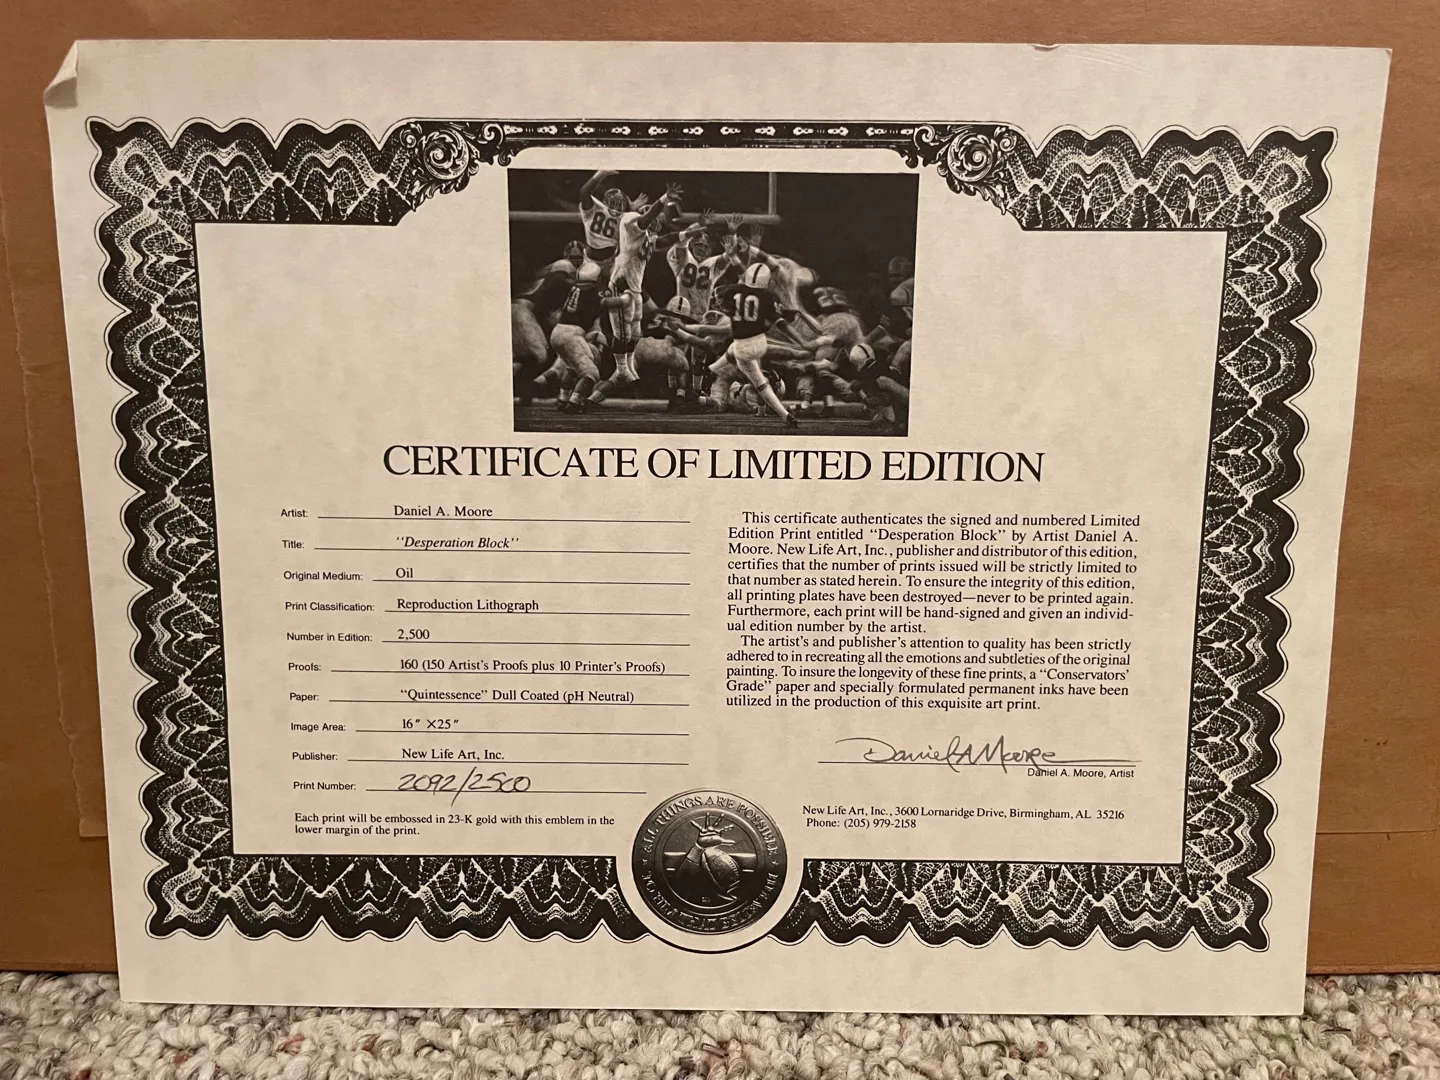 86
92
10
CERTIFICATE OF LIMITED EDITION
Artist: Daniel A. Moore
Title: "Desperation Block"
Original Medium: Oil
Print Classification: Reproduction Lithograph
Number in Edition: 2,500
Proofs: 160 (150 Artist's Proofs plus 10 Printer's Proofs)
Paper: "Quintessence" Dull Coated (pH Neutral)
Image Area: 16" X25"
Publisher: New Life Art, Inc.
Print Number: 2092/2500
Each print will be embossed in 23-K gold with this emblem in the
lower margin of the print.
This certificate authenticates the signed and numbered Limited
Edition Print entitled "Desperation Block" by Artist Daniel A.
Moore. New Life Art, Inc., publisher and distributor of this edition,
certifies that the number of prints issued will be strictly limited to
that number as stated herein. To ensure the integrity of this edition,
all printing plates have been destroyed—never to be printed again.
Furthermore, each print will be hand-signed and given an individ-
ual edition number by the artist.
The artist's and publisher's attention to quality has been strictly
adhered to in recreating all the emotions and subtleties of the original
painting. To insure the longevity of these fine prints, a "Conservators'
Grade" paper and specially formulated permanent inks have been
utilized in the production of this exquisite art print.
Daniel A. Moore
Daniel A. Moore, Artist
New Life Art, Inc., 3600 Lornaridge Drive, Birmingham, AL 35216
Phone: (205) 979-2158
ALL THINGS ARE POSSIBLE